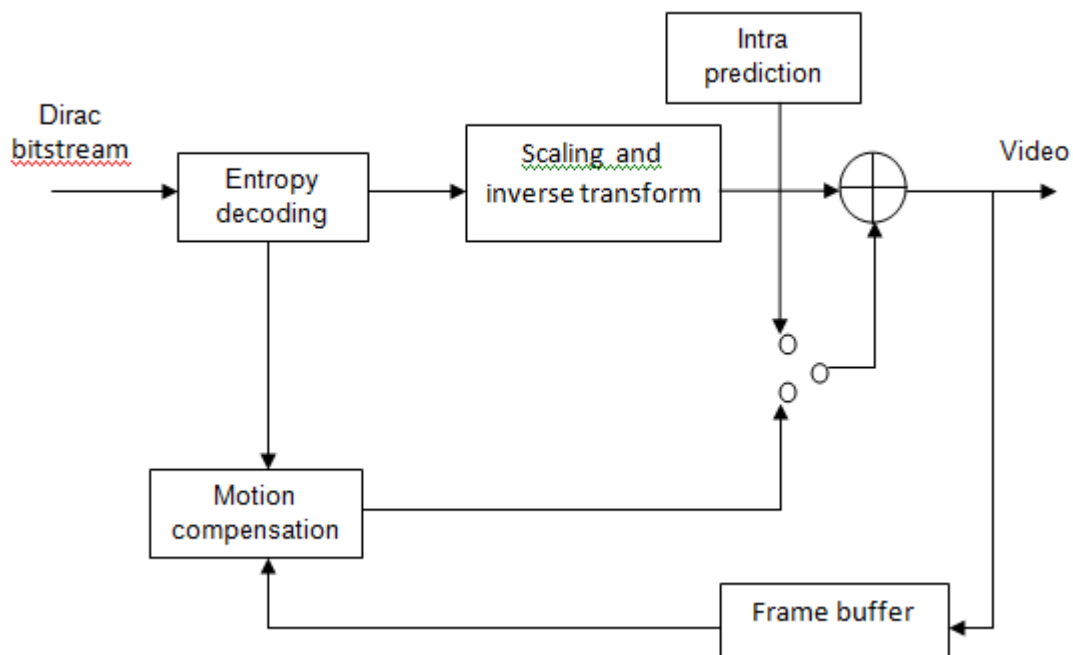 Intra
prediction
Dirac
bitstream
Entropy
decoding
Scaling and
inverse transform
Video
Motion
compensation
Frame buffer